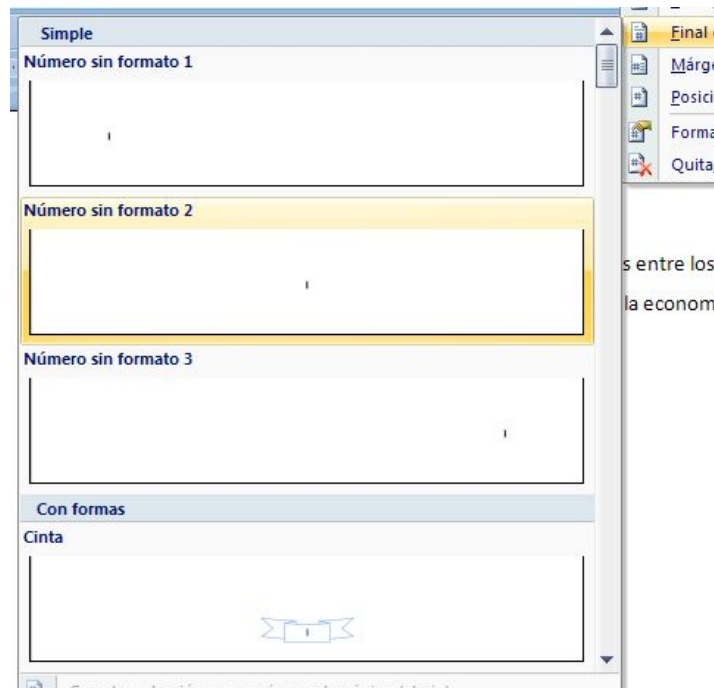 Simple
Número sin formato 1
Número sin formato 2
Número sin formato 3
Con formas
Cinta
Final
Márge
Posici
Forma
Quita
s entre los
la econom